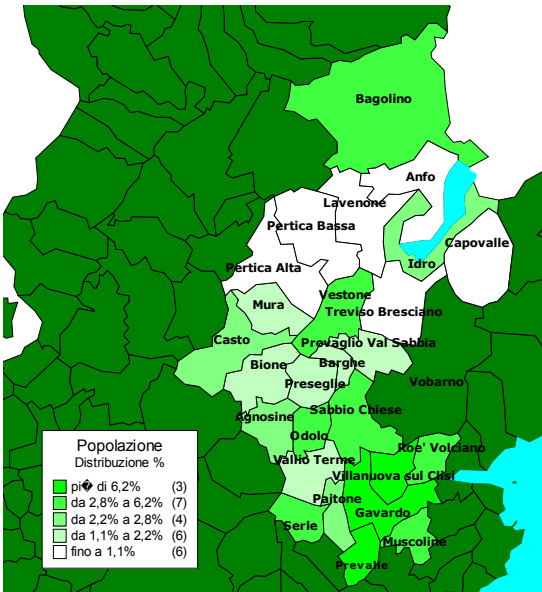 Bagolino
Anfo
Lavenone
Pertica Bassa
Capovalle
Idro
Pertica Alta
Vestone
Mura
Treviso Bresciano
Casto
Provaglio Val Sabbia
Bione
Barghe
Preseglie
Vobarno
Sabbio Chiese
Agnosine
Odolo
Roe' Volciano
Vallio Terme
Villanuova sul Clisi
Paitone
Gavardo
Serle
Muscoline
Prevalle
Popolazione
Distribuzione %
pi� di 6,2% (3)
da 2,8% a 6,2% (7)
da 2,2% a 2,8% (4)
da 1,1% a 2,2% (6)
fino a 1,1% (6)